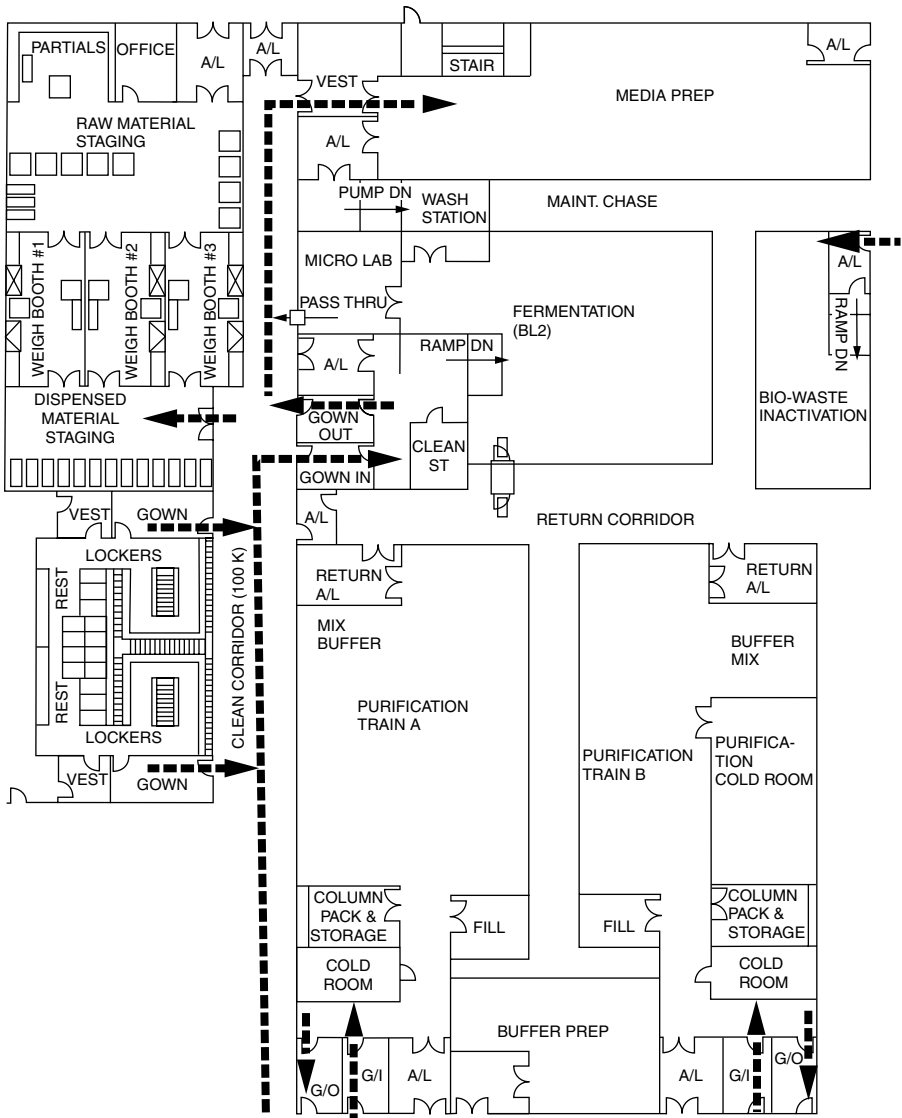 PARTIALS
OFFICE
A/L
A/L
VEST
STAIR
A/L
MEDIA PREP
RAW MATERIAL
STAGING
A/L
PUMP DN
WASH
STATION
MAINT. CHASE
WEIGH BOOTH #1
WEIGH BOOTH #2
WEIGH BOOTH #3
MICRO LAB
PASS THRU
FERMENTATION
(BL2)
A/L
RAMP DN
A/L
RAMP DN
DISPENSED
MATERIAL
STAGING
GOWN
OUT
BIO-WASTE
INACTIVATION
CLEAN
ST
GOWN IN
VEST
GOWN
A/L
RETURN CORRIDOR
LOCKERS
REST
REST
LOCKERS
VEST
GOWN
CLEAN CORRIDOR (100 K)
RETURN
A/L
MIX
BUFFER
RETURN
A/L
BUFFER
MIX
PURIFICATION
TRAIN A
PURIFICATION
TRAIN B
PURIFICA-
TION
COLD ROOM
COLUMN
PACK &
STORAGE
FILL
FILL
COLUMN
PACK &
STORAGE
COLD
ROOM
COLD
ROOM
BUFFER PREP
G/O
G/I
A/L
A/L
G/I
G/O